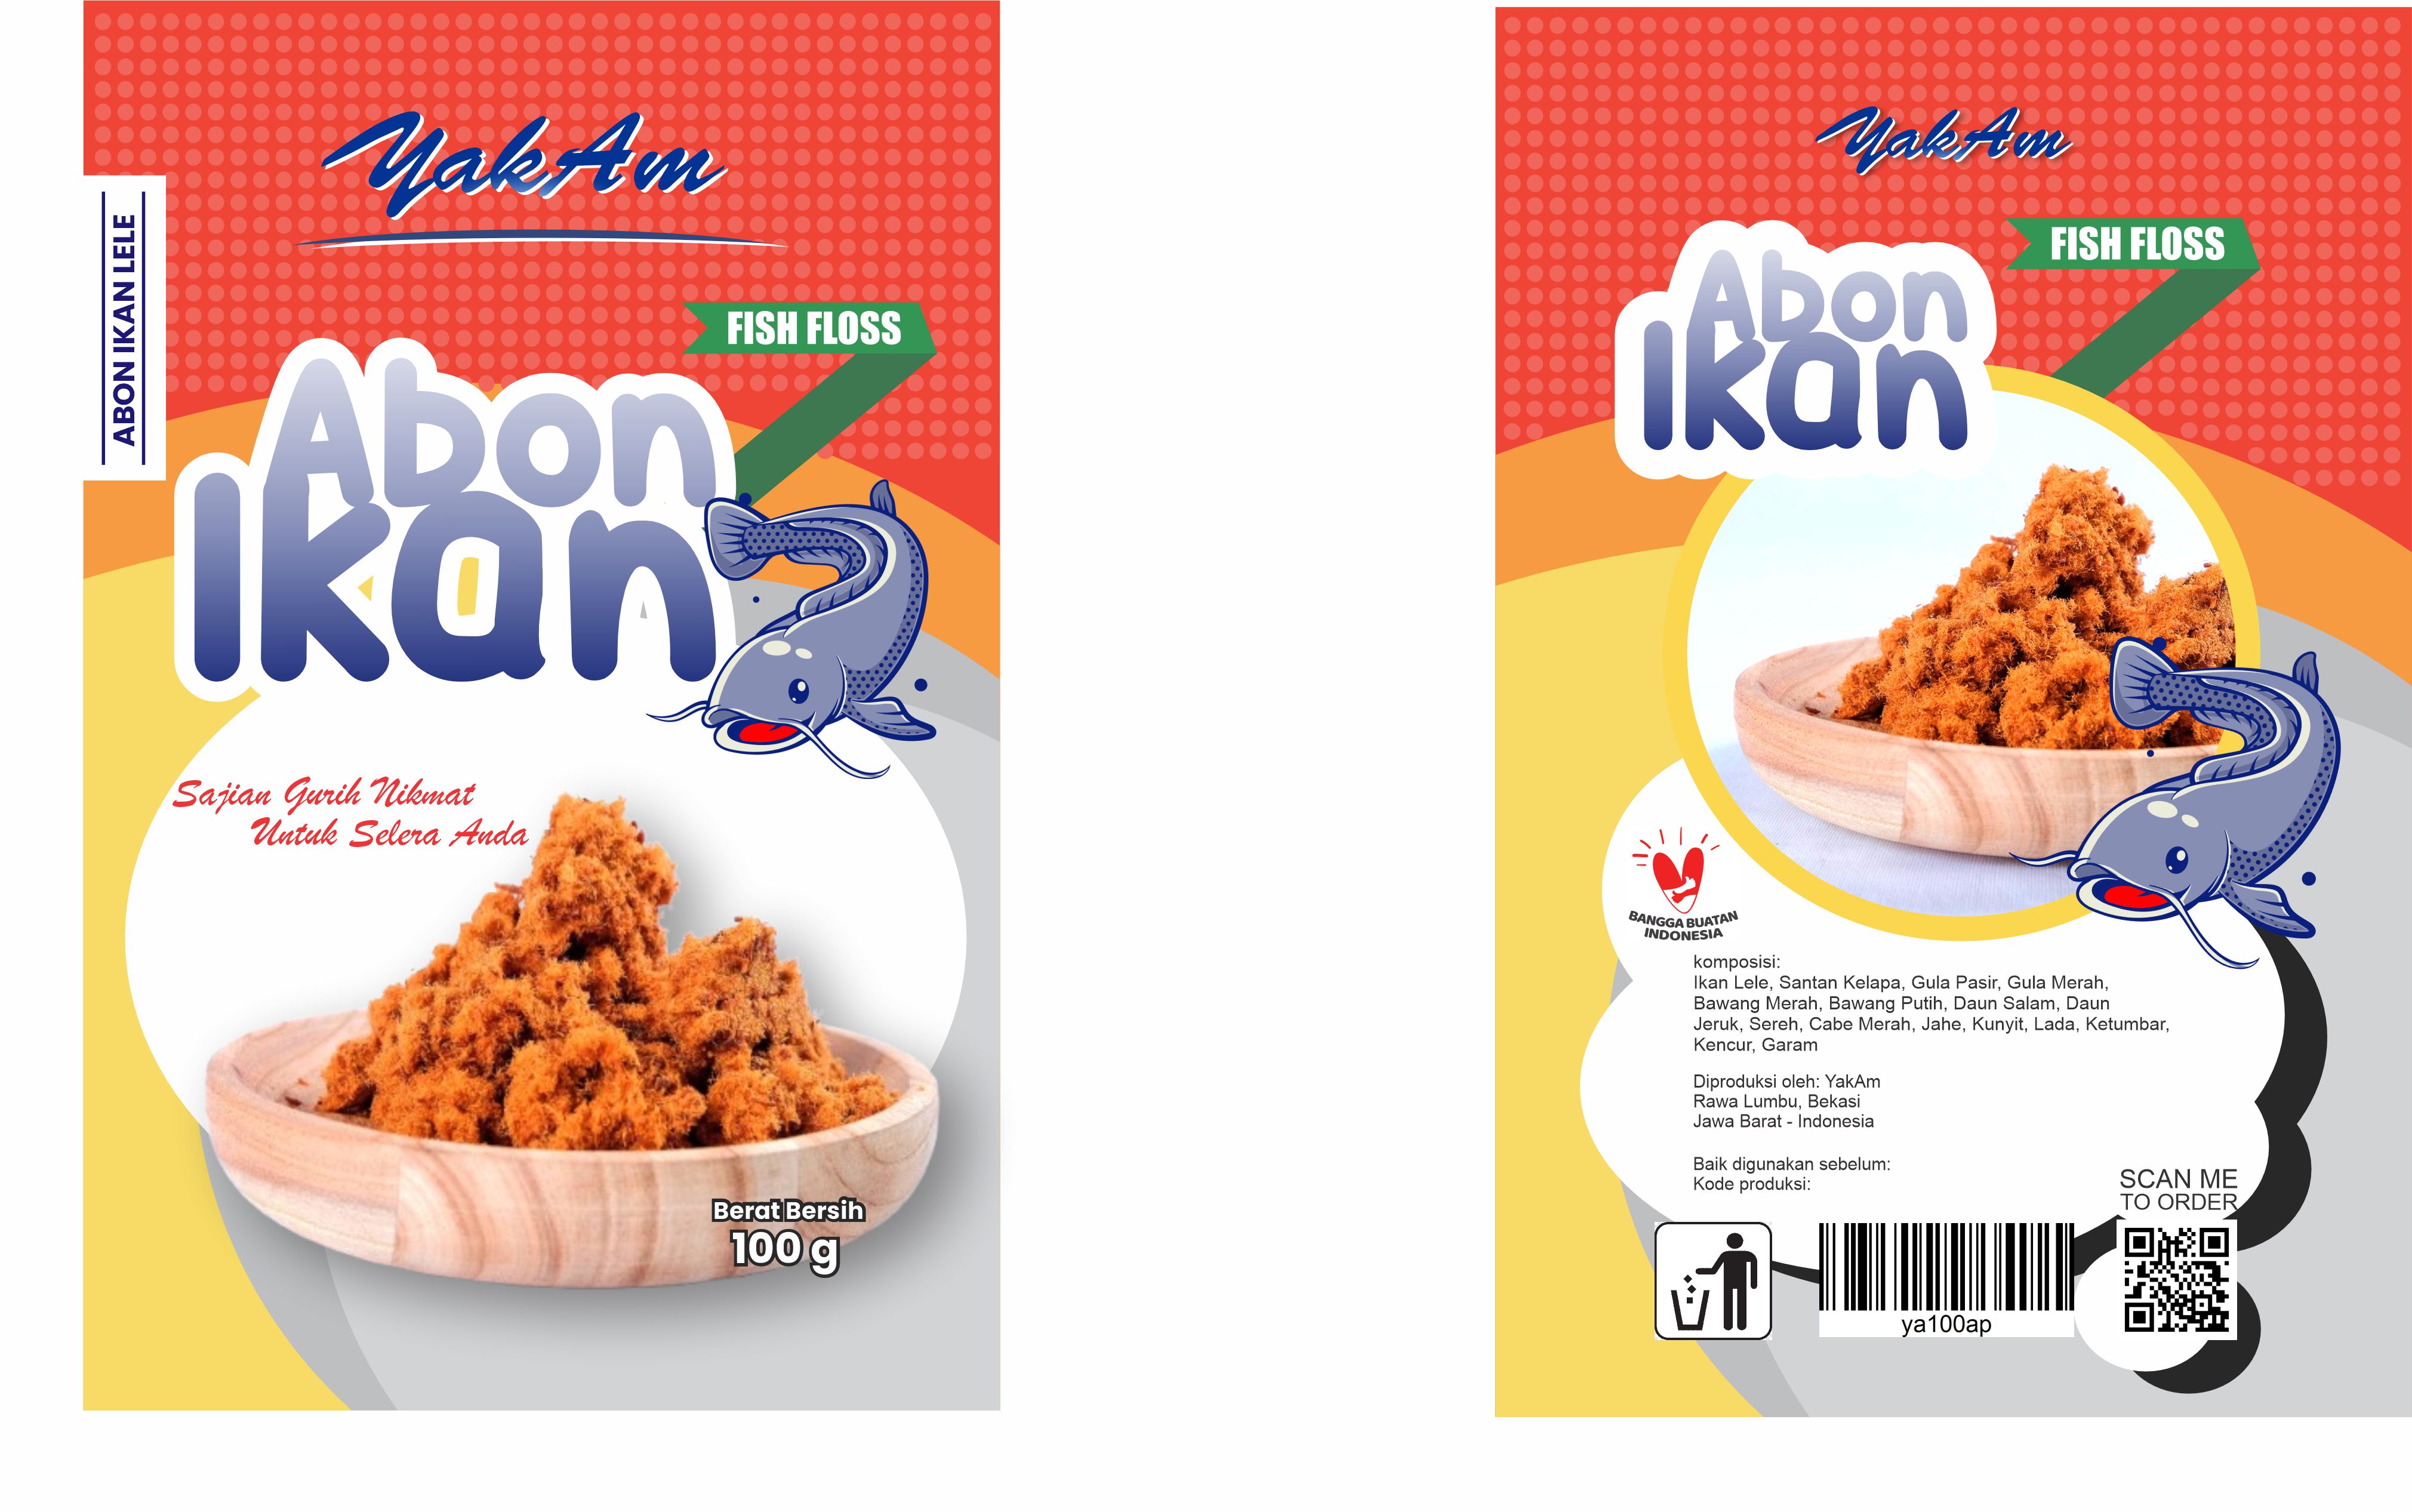 YakAm
ABON IKAN LELE
FISH FLOSS
Abon
Ikan
Sajian Gurih Nikmat
Untuk Selera Anda
Berat Bersih
100 g
YakAm
FISH FLOSS
Abon
Ikan
BANGGA BUATAN
INDONESIA
komposisi:
Ikan Lele, Santan Kelapa, Gula Pasir, Gula Merah,
Bawang Merah, Bawang Putih, Daun Salam, Daun
Jeruk, Sereh, Cabe Merah, Jahe, Kunyit, Lada, Ketumbar,
Kencur, Garam
Diproduksi oleh: YakAm
Rawa Lumbu, Bekasi
Jawa Barat - Indonesia
Baik digunakan sebelum:
Kode produksi:
SCAN ME
TO ORDER
ya100ap